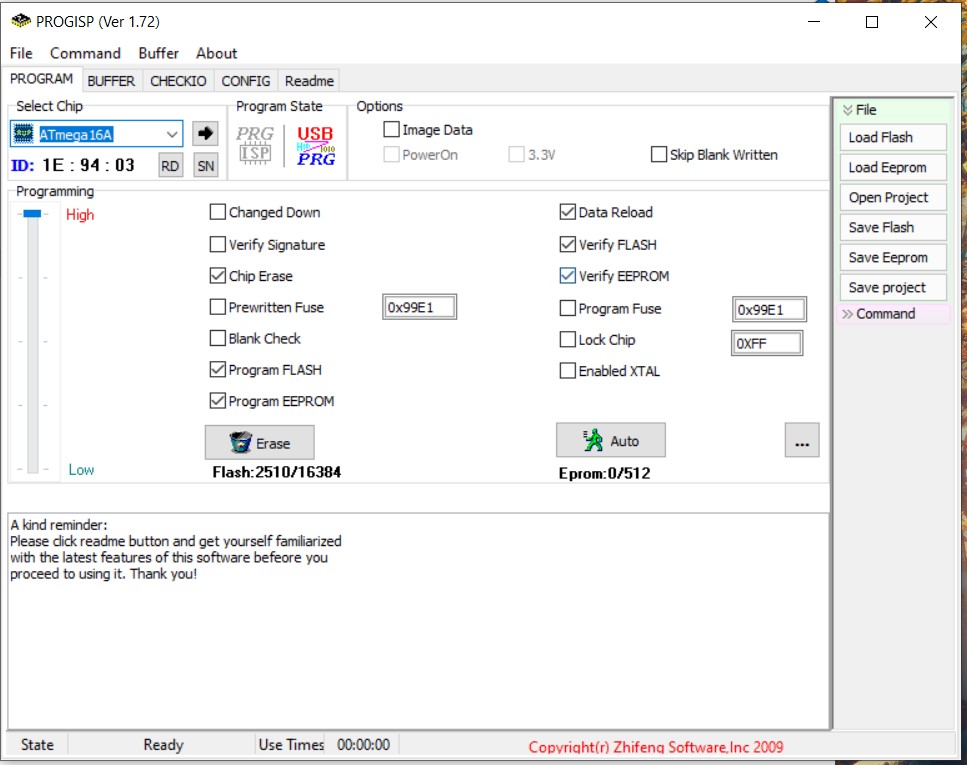 PROGISP (Ver 1.72)
File Command Buffer About
PROGRAM BUFFER CHECKIO CONFIG Readme
Select Chip
ATmega16A
ID: 1E : 94 : 03 RD SN
Program State
PRG ISP
USB
PRG
Options
Image Data
PowerOn 3.3V Skip Blank Written
Programming
High
Low
Changed Down
Verify Signature
Chip Erase
Prewritten Fuse 0x99E1
Blank Check
Program FLASH
Program EEPROM
Erase
Flash:2510/16384
Data Reload
Verify FLASH
Verify EEPROM
Program Fuse 0x99E1
Lock Chip 0XFF
Enabled XTAL
Auto ...
Eprom:0/512
File
Load Flash
Load Eeprom
Open Project
Save Flash
Save Eeprom
Save project
Command
A kind reminder:
Please click readme button and get yourself familiarized
with the latest features of this software befeore you
proceed to using it. Thank you!
State Ready Use Times 00:00:00 Copyright(r) Zhifeng Software,Inc 2009